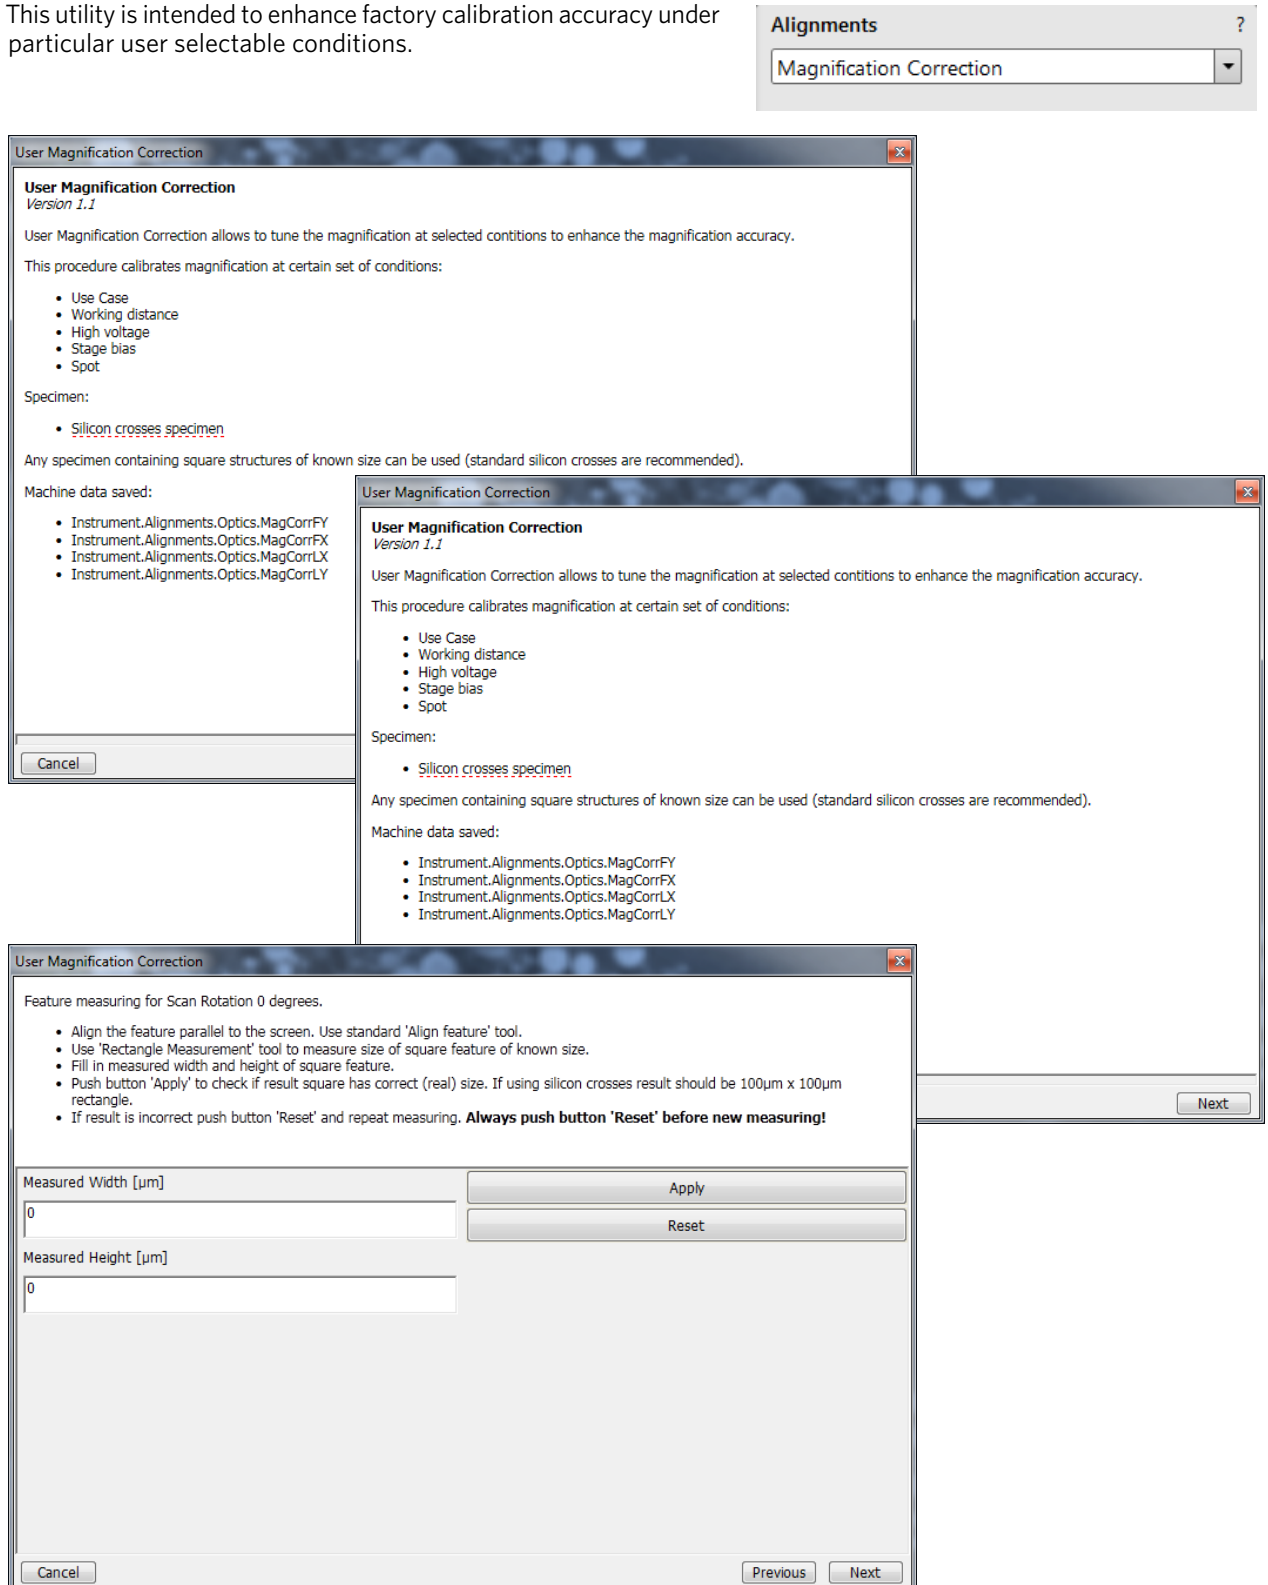 This utility is intended to enhance factory calibration accuracy under
particular user selectable conditions.
Alignments ?
Magnification Correction
User Magnification Correction
User Magnification Correction
Version 1.1
User Magnification Correction allows to tune the magnification at selected contitions to enhance the magnification accuracy.
This procedure calibrates magnification at certain set of conditions:
• Use Case
• Working distance
• High voltage
• Stage bias
• Spot
Specimen:
• Silicon crosses specimen
Any specimen containing square structures of known size can be used (standard silicon crosses are recommended).
Machine data saved:
• Instrument.Alignments.Optics.MagCorrFY
• Instrument.Alignments.Optics.MagCorrFX
• Instrument.Alignments.Optics.MagCorrLX
• Instrument.Alignments.Optics.MagCorrLY
Cancel
User Magnification Correction
User Magnification Correction
Version 1.1
User Magnification Correction allows to tune the magnification at selected contitions to enhance the magnification accuracy.
This procedure calibrates magnification at certain set of conditions:
• Use Case
• Working distance
• High voltage
• Stage bias
• Spot
Specimen:
• Silicon crosses specimen
Any specimen containing square structures of known size can be used (standard silicon crosses are recommended).
Machine data saved:
• Instrument.Alignments.Optics.MagCorrFY
• Instrument.Alignments.Optics.MagCorrFX
• Instrument.Alignments.Optics.MagCorrLX
• Instrument.Alignments.Optics.MagCorrLY
Next
User Magnification Correction
Feature measuring for Scan Rotation 0 degrees.
• Align the feature parallel to the screen. Use standard 'Align feature' tool.
• Use 'Rectangle Measurement' tool to measure size of square feature of known size.
• Fill in measured width and height of square feature.
• Push button 'Apply' to check if result square has correct (real) size. If using silicon crosses result should be 100µm x 100µm
rectangle.
• If result is incorrect push button 'Reset' and repeat measuring. Always push button 'Reset' before new measuring!
Measured Width [µm]
0
Apply
Reset
Measured Height [µm]
0
Cancel
Previous
Next